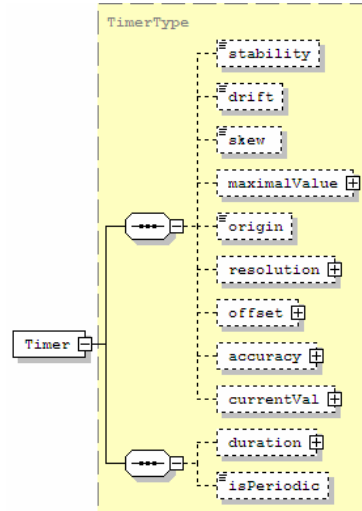 TimerType
stability
drift
skew
maximalValue
origin
resolution
offset
accuracy
currentVal
Timer
duration
isPeriodic